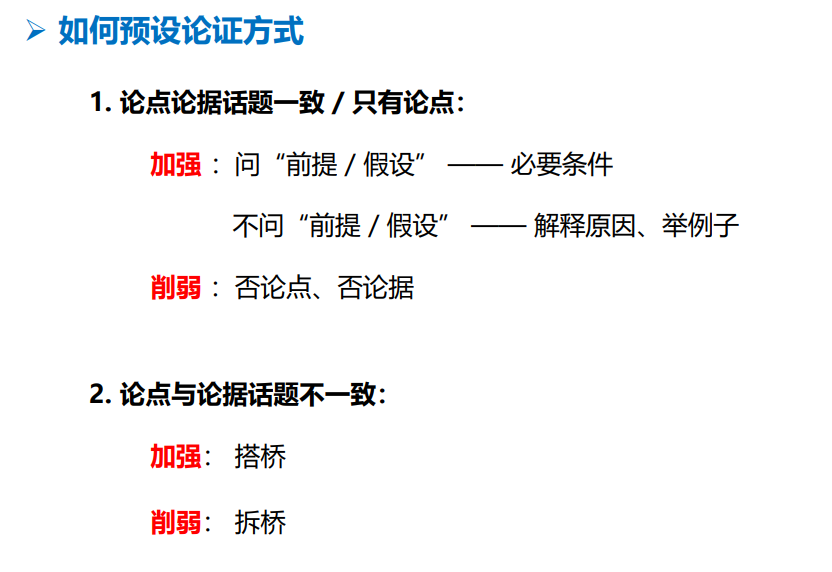 如何预设论证方式
1. 论点论据话题一致 / 只有论点：
加强： 问“前提 / 假设” —— 必要条件
不问“前提 / 假设” —— 解释原因、举例子
削弱： 否论点、否论据
2. 论点与论据话题不一致：
加强： 搭桥
削弱： 拆桥